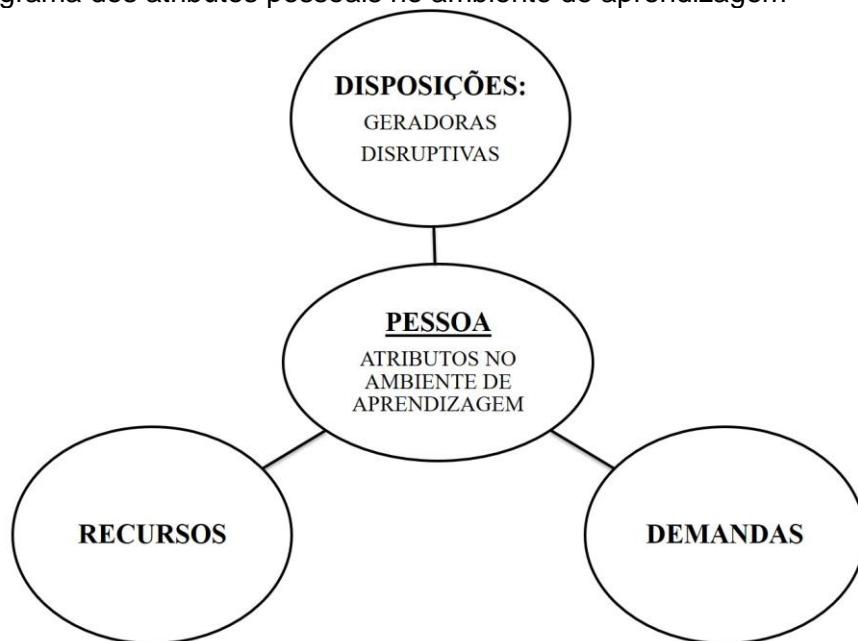 grama dos atributos pessoais no ambiente de aprendizagem
DISPOSIÇÕES:
GERADORAS
DISRUPTIVAS
PESSOA
ATRIBUTOS NO
AMBIENTE DE
APRENDIZAGEM
RECURSOS
DEMANDAS